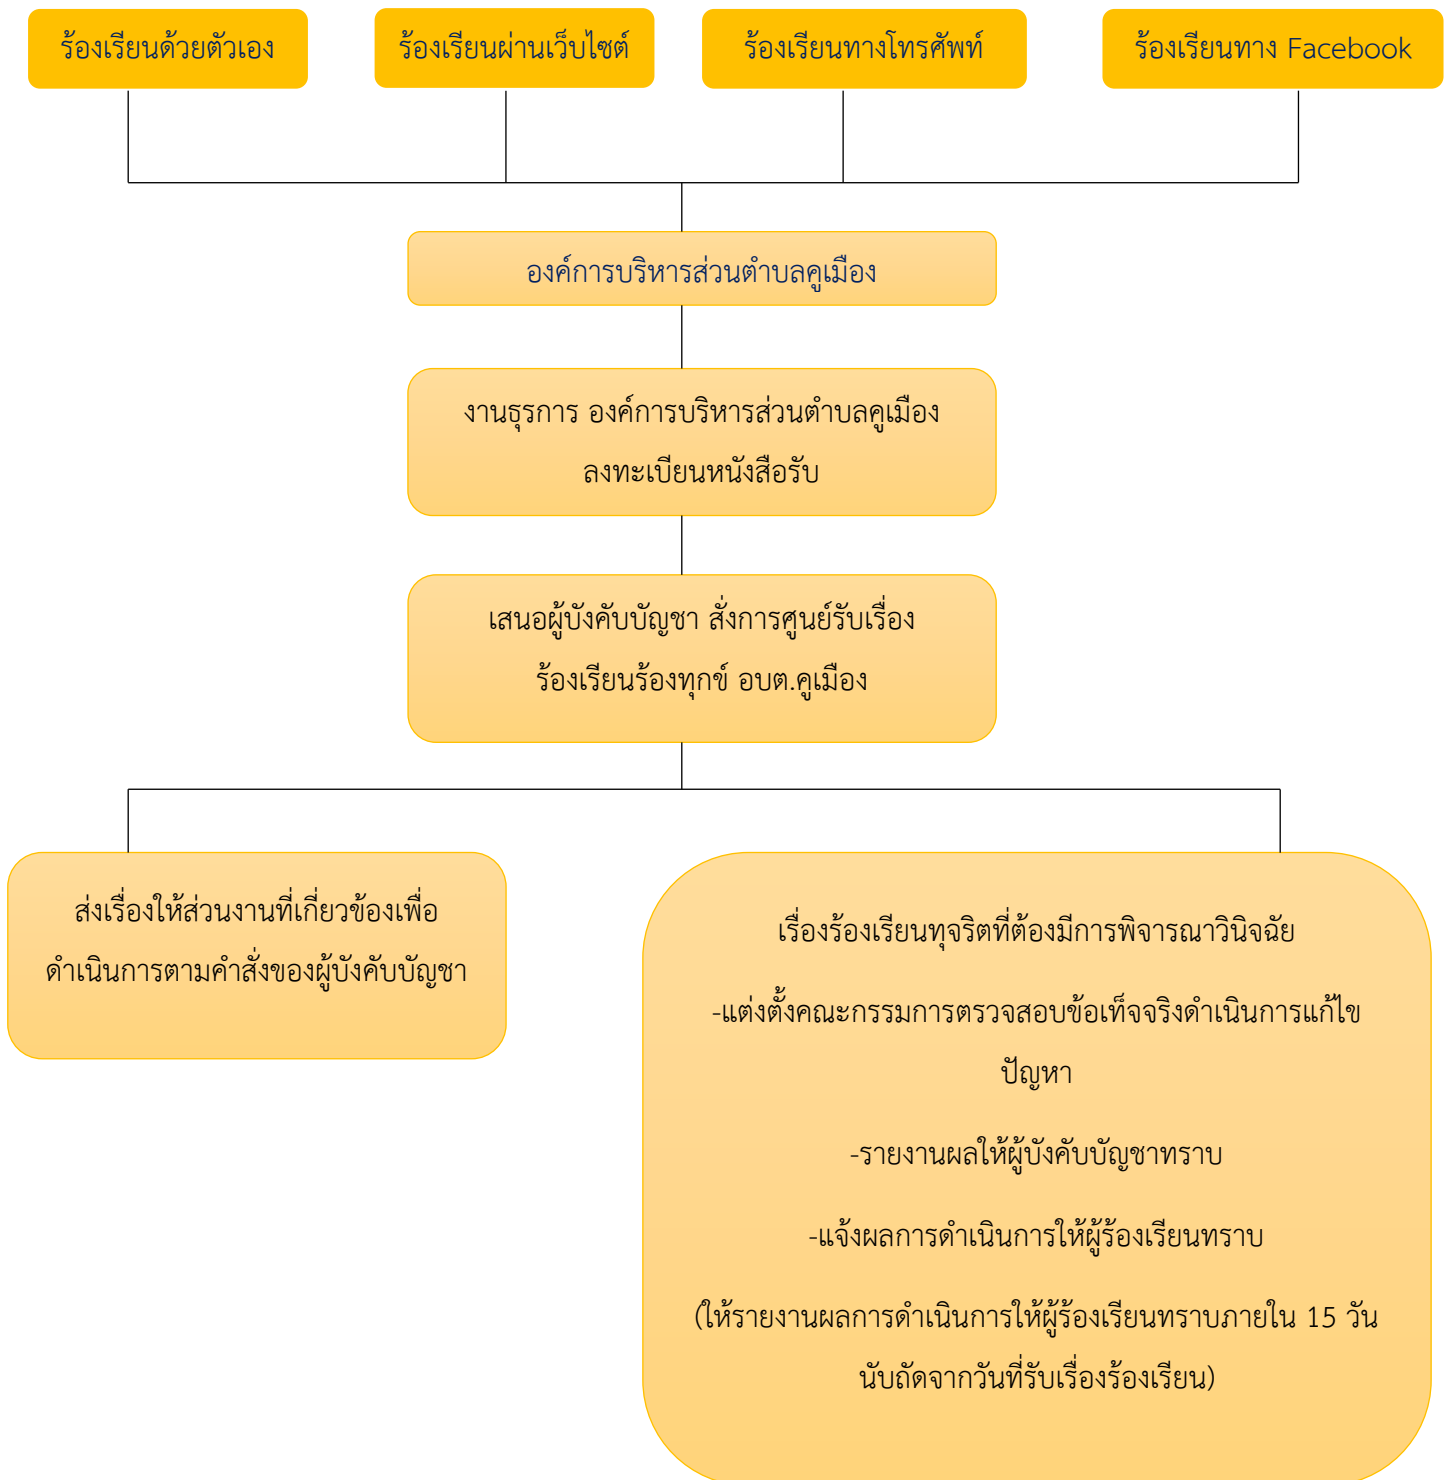 ร้องเรียนด้วยตัวเอง
ร้องเรียนผ่านเว็บไซต์
ร้องเรียนทางโทรศัพท์
ร้องเรียนทาง Facebook
องค์การบริหารส่วนตำบลคูเมือง
งานธุรการ องค์การบริหารส่วนตำบลคูเมือง
ลงทะเบียนหนังสือรับ
เสนอผู้บังคับบัญชา สั่งการศูนย์รับเรื่อง
ร้องเรียนร้องทุกข์ อบต.คูเมือง
ส่งเรื่องให้ส่วนงานที่เกี่ยวข้องเพื่อ
ดำเนินการตามคำสั่งของผู้บังคับบัญชา
เรื่องร้องเรียนทุจริตที่ต้องมีการพิจารณาวินิจฉัย
-แต่งตั้งคณะกรรมการตรวจสอบข้อเท็จจริงดำเนินการแก้ไข
ปัญหา
-รายงานผลให้ผู้บังคับบัญชาทราบ
-แจ้งผลการดำเนินการให้ผู้ร้องเรียนทราบ
(ให้รายงานผลการดำเนินการให้ผู้ร้องเรียนทราบภายใน 15 วัน
นับถัดจากวันที่รับเรื่องร้องเรียน)